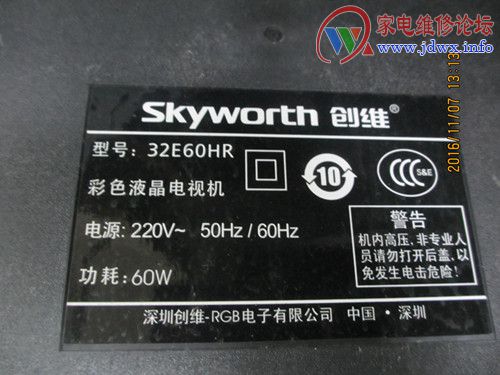 家电维修论坛
www.jdwx.info
2016/11/07 13:13
Skyworth 创维®
型号: 32E60HR
10
CCC S&E
彩色液晶电视机
电源: 220V~ 50Hz / 60Hz
功耗: 60W
警告
机内高压、非专业人
员请勿打开后盖, 以
免发生电击危险!
深圳创维-RGB电子有限公司 中国·深圳